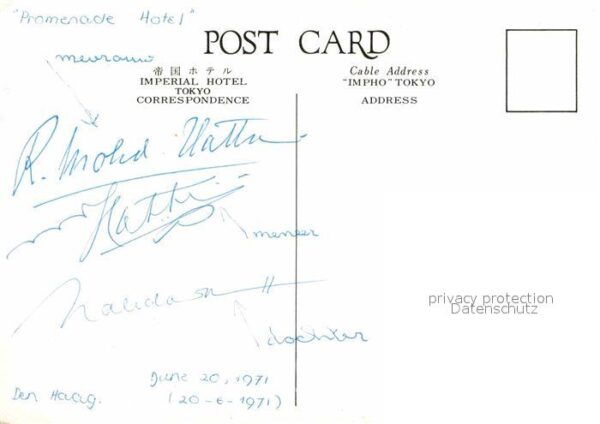 "Promenade Hotel"
POST CARD
mevrouw
帝国ホテル
IMPERIAL HOTEL
TOKYO
CORRESPONDENCE
Cable Address
"IMPHO" TOKYO
ADDRESS
R. Mohd. Hatta
Hatta
meneer
Halida H
dochter
privacy protection
Datenschutz
June 20, 1971
(20-6-1971)
Den Haag.